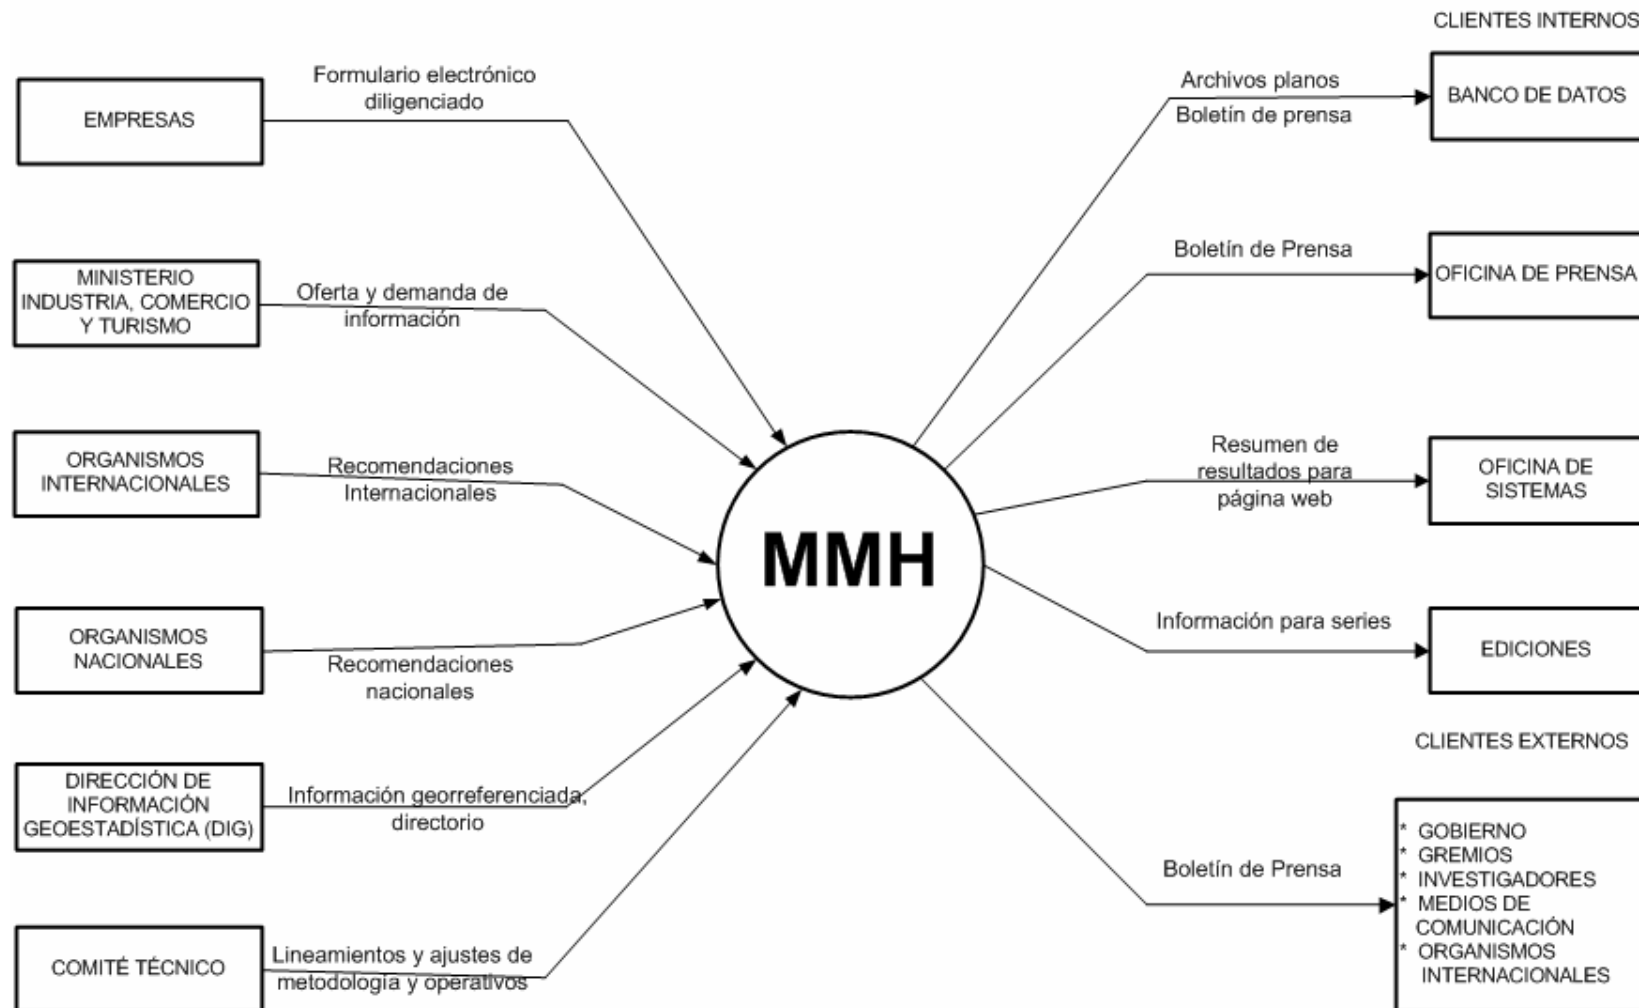 CLIENTES INTERNOS
EMPRESAS
Formulario electrónico
diligenciado
Archivos planos
Boletín de prensa
BANCO DE DATOS
MINISTERIO
INDUSTRIA, COMERCIO
Y TURISMO
Oferta y demanda de
información
Boletín de Prensa
OFICINA DE PRENSA
ORGANISMOS
INTERNACIONALES
Recomendaciones
Internacionales
Resumen de
resultados para
página web
OFICINA DE
SISTEMAS
MMH
ORGANISMOS
NACIONALES
Recomendaciones
nacionales
Información para series
EDICIONES
CLIENTES EXTERNOS
DIRECCIÓN DE
INFORMACIÓN
GEOESTADÍSTICA (DIG)
Información georreferenciada,
directorio
Boletín de Prensa
* GOBIERNO
* GREMIOS
* INVESTIGADORES
* MEDIOS DE
COMUNICACIÓN
* ORGANISMOS
INTERNACIONALES
COMITÉ TÉCNICO
Lineamientos y ajustes de
metodología y operativos